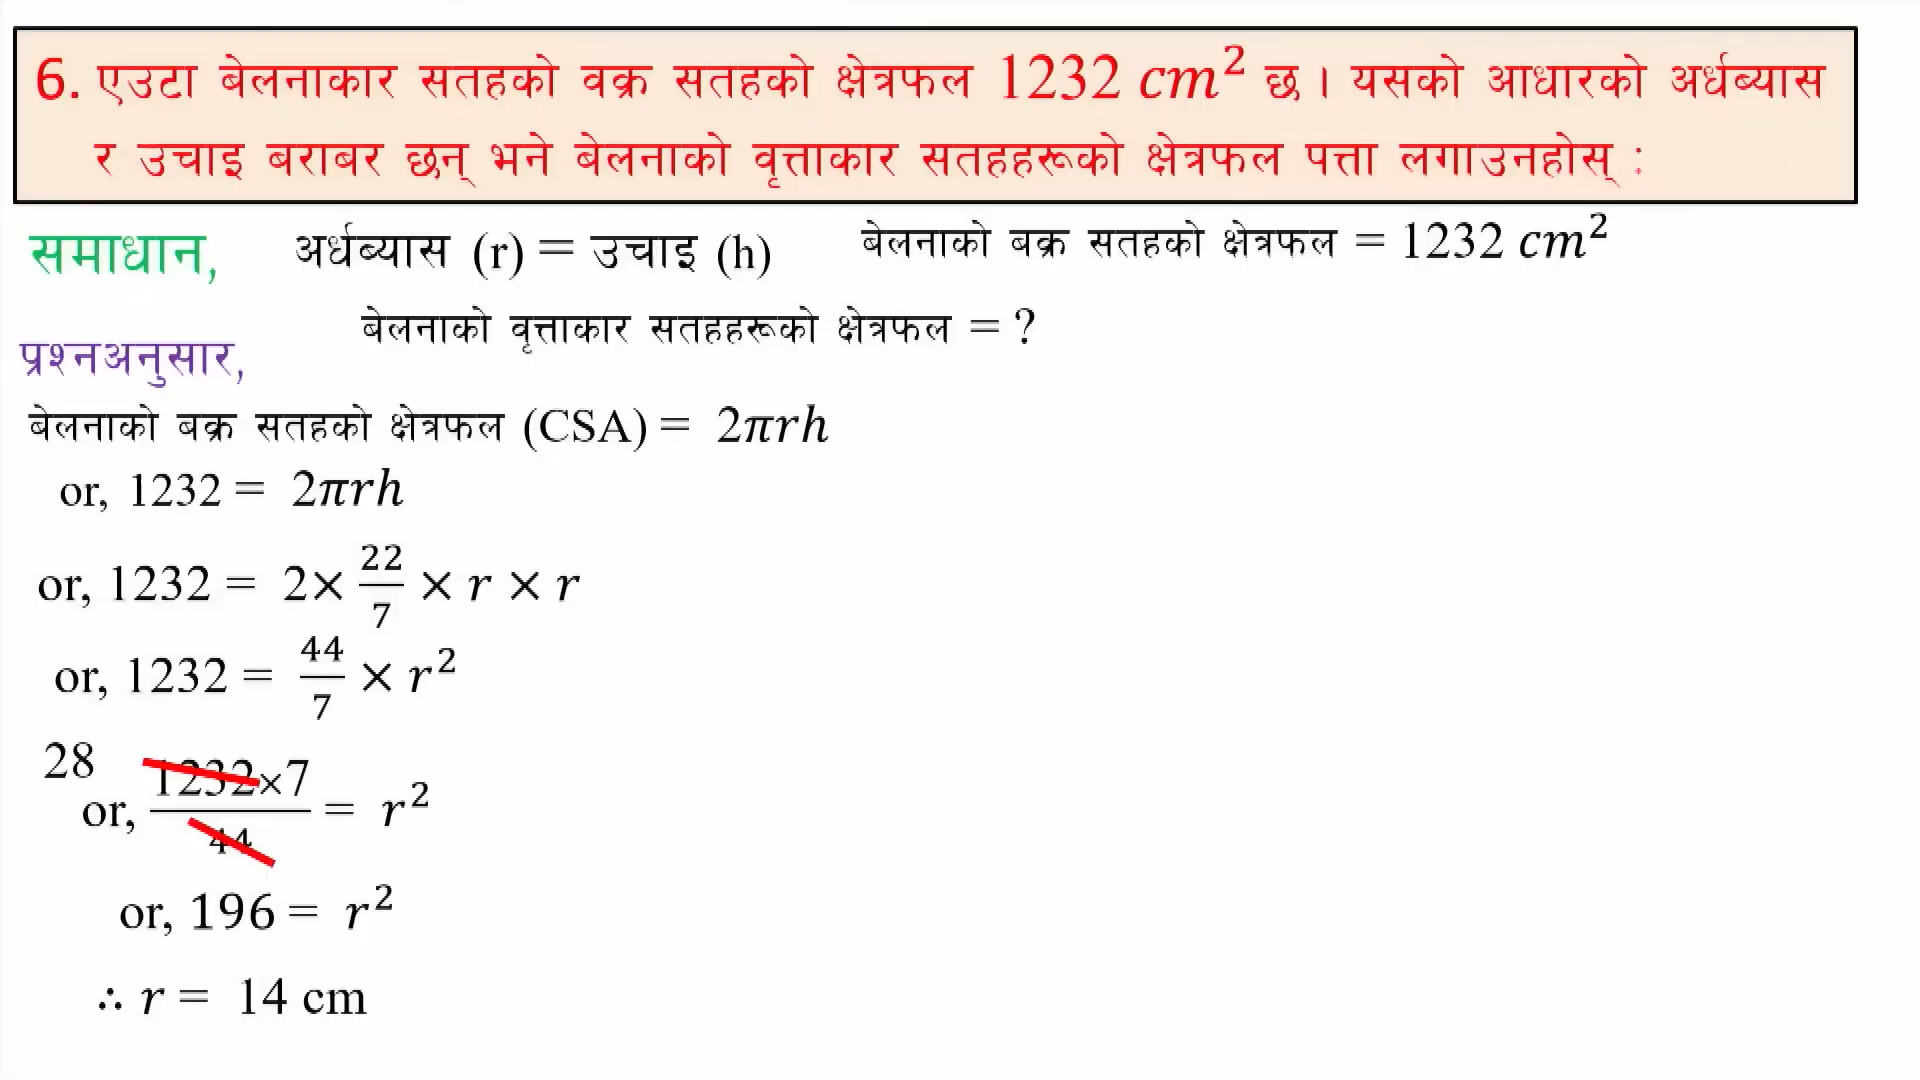 6. एउटा बेलनाकार सतहको वक्र सतहको क्षेत्रफल 1232 cm² छ । यसको आधारको अर्धब्यास
र उचाइ बराबर छन् भने बेलनाको वृत्ताकार सतहहरूको क्षेत्रफल पत्ता लगाउनहोस् :
समाधान, अर्धब्यास (r) = उचाइ (h) बेलनाको बक्र सतहको क्षेत्रफल = 1232 cm²
बेलनाको वृत्ताकार सतहहरूको क्षेत्रफल = ?
प्रश्नअनुसार,
बेलनाको बक्र सतहको क्षेत्रफल (CSA) = 2πrh
or, 1232 = 2πrh
or, 1232 = 2× 22/7 × r × r
or, 1232 = 44/7 × r²
28
or, 1232×7/44 = r²
or, 196 = r²
∴ r = 14 cm